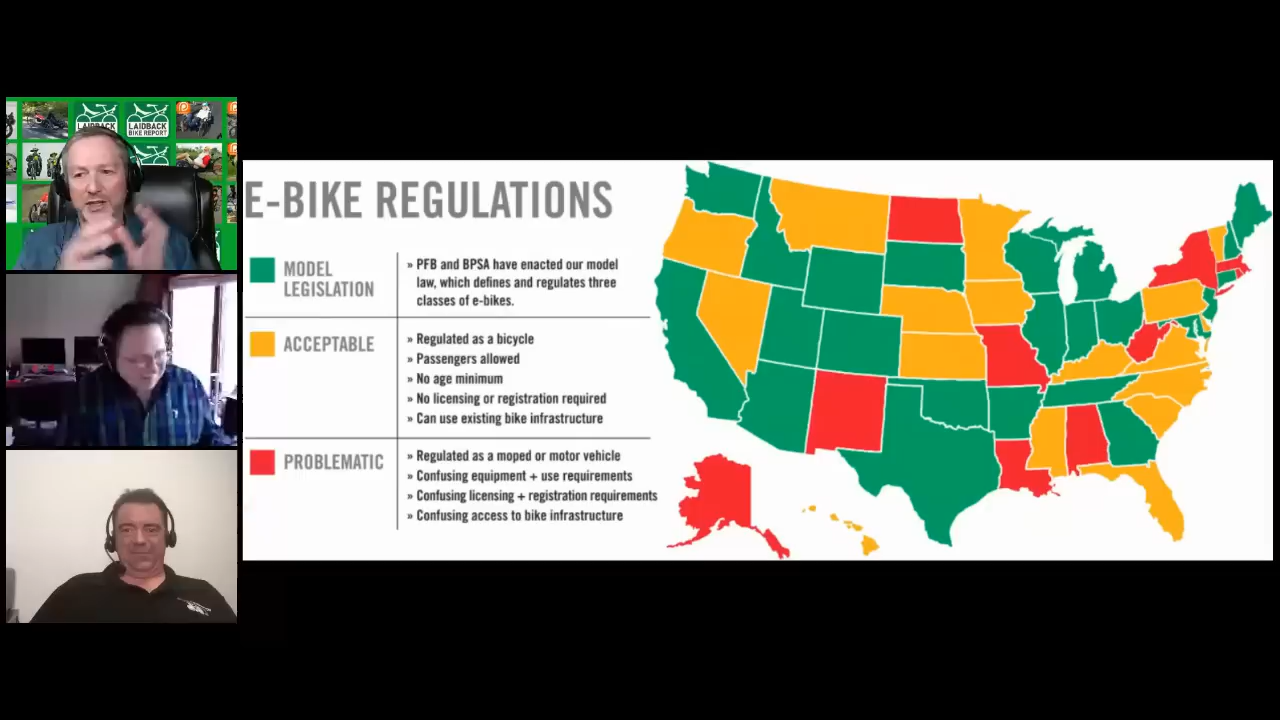 LAIDBACK
LAIDBACK
BIKE REPORT
E-BIKE REGULATIONS
MODEL
LEGISLATION
» PFB and BPSA have enacted our model
law, which defines and regulates three
classes of e-bikes.
ACCEPTABLE
» Regulated as a bicycle
» Passengers allowed
» No age minimum
» No licensing or registration required
» Can use existing bike infrastructure
PROBLEMATIC
» Regulated as a moped or motor vehicle
» Confusing equipment + use requirements
» Confusing licensing + registration requirements
» Confusing access to bike infrastructure